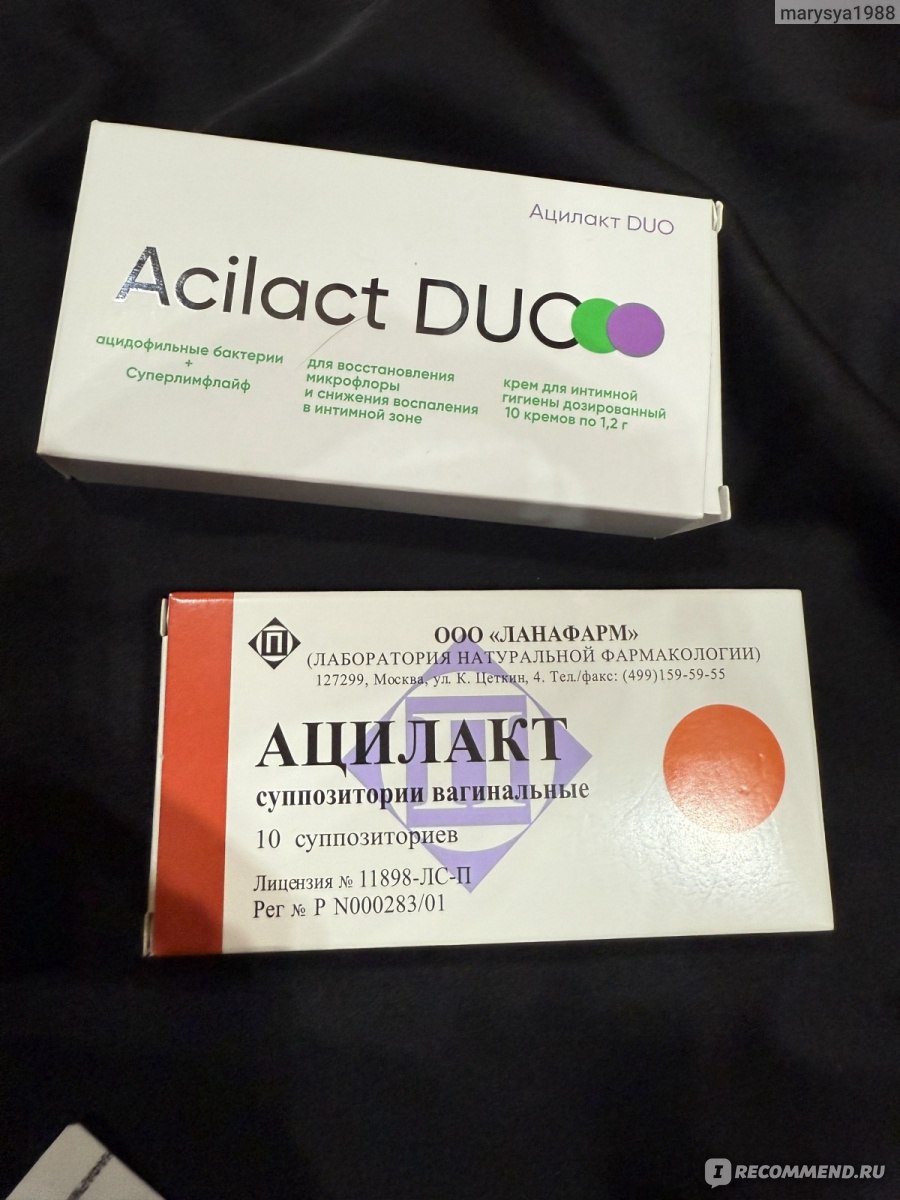 marysya1988
Ацилакт DUO
Acilact DUO
ацидофильные бактерии
+
Суперлимфлайф
для восстановления
микрофлоры
и снижения воспаления
в интимной зоне
крем для интимной
гигиены дозированный
10 кремов по 1,2 г
ООО «ЛАНАФАРМ»
(ЛАБОРАТОРИЯ НАТУРАЛЬНОЙ ФАРМАКОЛОГИИ)
127299, Москва, ул. К. Цеткин, 4. Тел./факс: (499)159-59-55
АЦИЛАКТ
суппозитории вагинальные
10 суппозиториев
Лицензия № 11898-ЛС-П
Рег № Р N000283/01
IRECOMMEND.RU